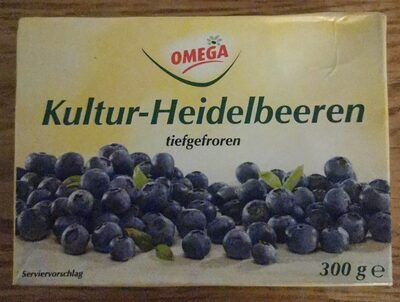 OMEGA
Kultur-Heidelbeeren
tiefgefroren
Serviervorschlag
300 g ℮